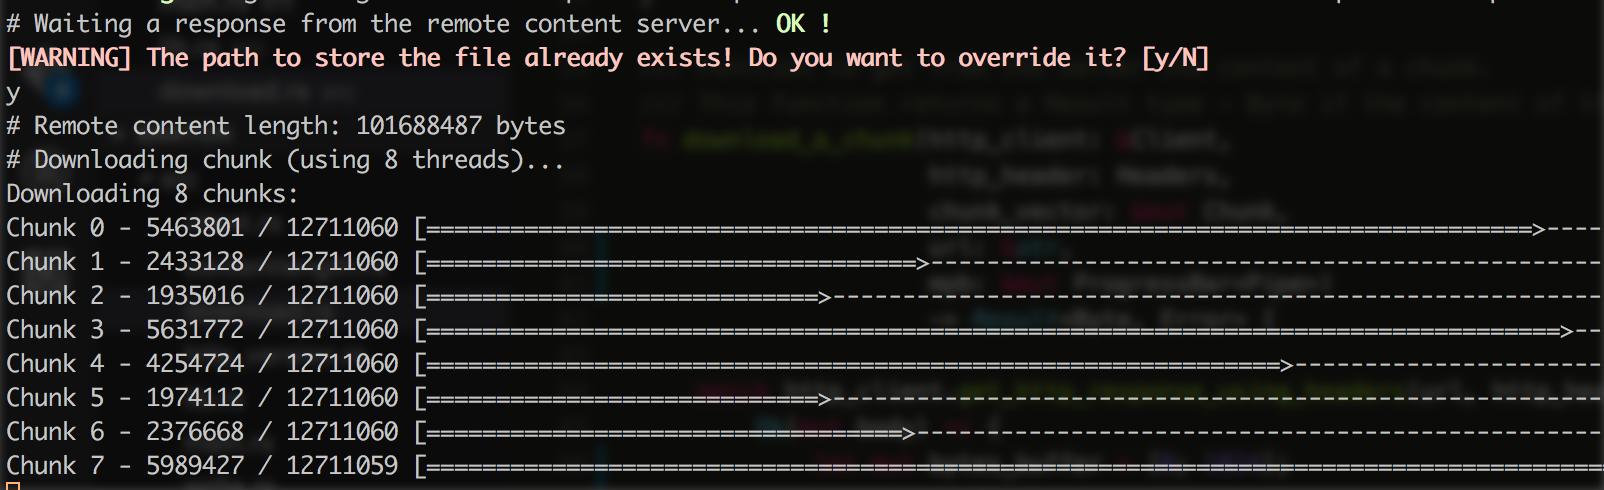 # Waiting a response from the remote content server... OK !
[WARNING] The path to store the file already exists! Do you want to override it? [y/N]
y
# Remote content length: 101688487 bytes
# Downloading chunk (using 8 threads)...
Downloading 8 chunks:
Chunk 0 - 5463801 / 12711060 [===============================================================================>----
Chunk 1 - 2433128 / 12711060 [===================================>------------------------------------------------
Chunk 2 - 1935016 / 12711060 [============================>-------------------------------------------------------
Chunk 3 - 5631772 / 12711060 [=================================================================================>--
Chunk 4 - 4254724 / 12711060 [=============================================================>----------------------
Chunk 5 - 1974112 / 12711060 [============================>-------------------------------------------------------
Chunk 6 - 2376668 / 12711060 [==================================>-------------------------------------------------
Chunk 7 - 5989427 / 12711059 [====================================================================================